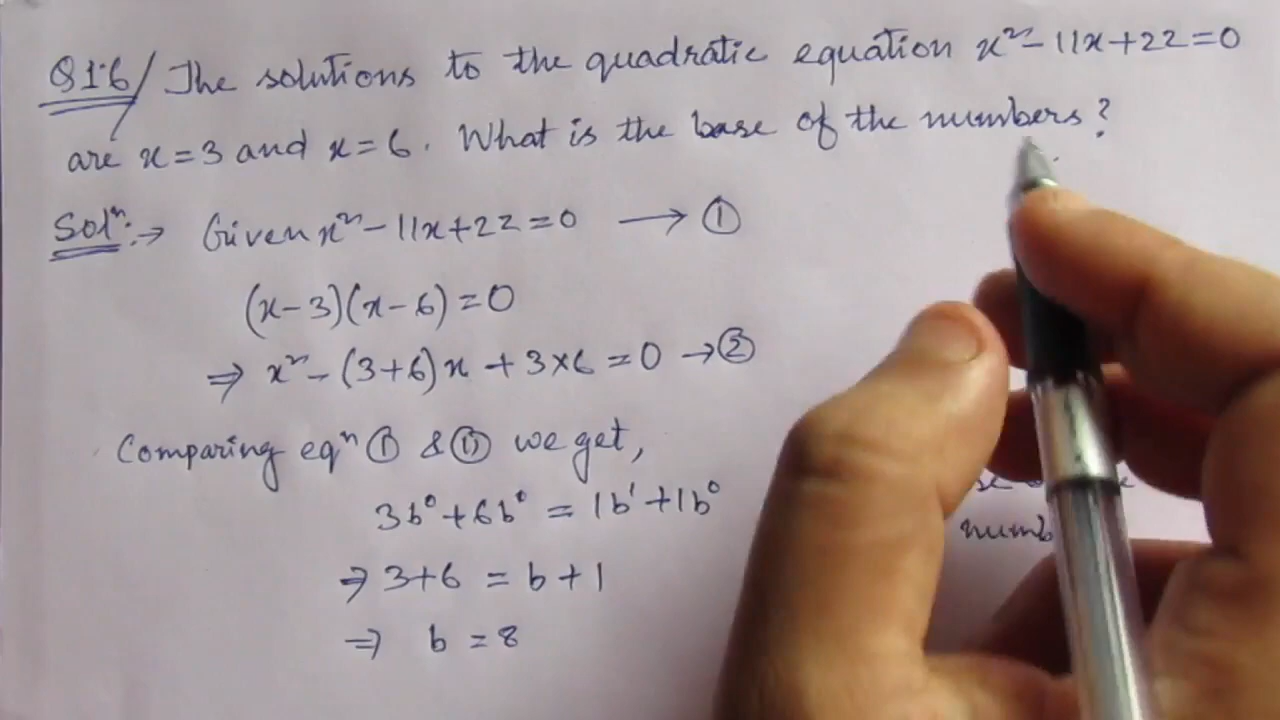 Q1.6/ The solutions to the quadratic equation x² - 11x + 22 = 0
are x = 3 and x = 6. What is the base of the numbers?
Solⁿ:→ Given x² - 11x + 22 = 0 → ①
(x - 3)(x - 6) = 0
⇒ x² - (3+6)x + 3×6 = 0 → ②
Comparing eqⁿ ① & ⑪ we get,
3b⁰ + 6b⁰ = 1b¹ + 1b⁰
⇒ 3 + 6 = b + 1
⇒ b = 8